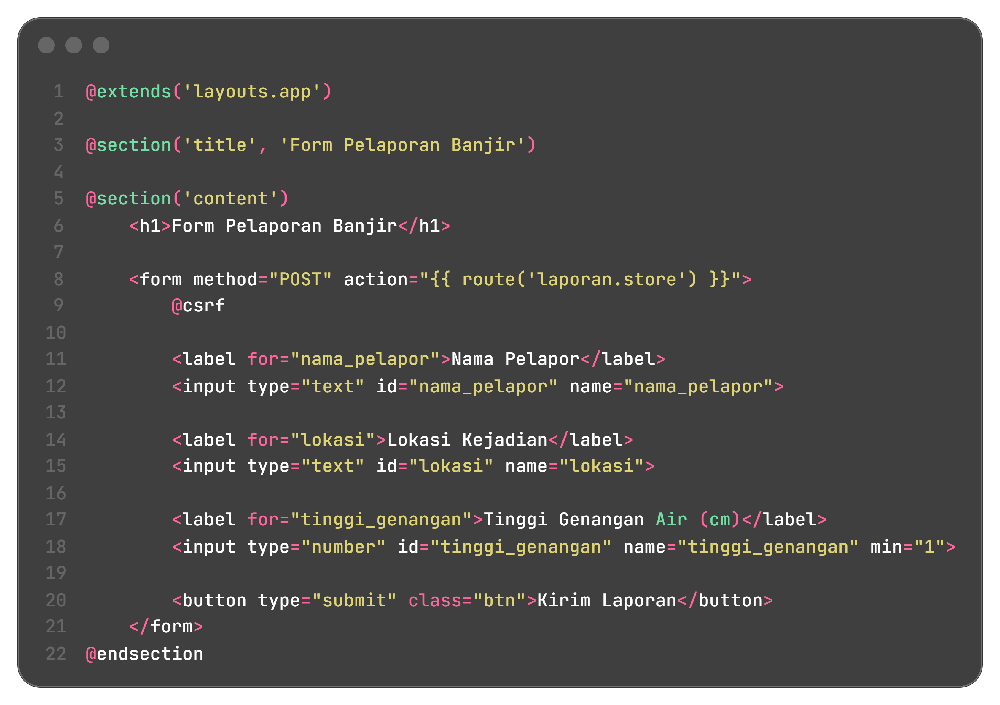 1 @extends('layouts.app')
2
3 @section('title', 'Form Pelaporan Banjir')
4
5 @section('content')
6     <h1>Form Pelaporan Banjir</h1>
7
8     <form method="POST" action="{{ route('laporan.store') }}">
9         @csrf
10
11         <label for="nama_pelapor">Nama Pelapor</label>
12         <input type="text" id="nama_pelapor" name="nama_pelapor">
13
14         <label for="lokasi">Lokasi Kejadian</label>
15         <input type="text" id="lokasi" name="lokasi">
16
17         <label for="tinggi_genangan">Tinggi Genangan Air (cm)</label>
18         <input type="number" id="tinggi_genangan" name="tinggi_genangan" min="1">
19
20         <button type="submit" class="btn">Kirim Laporan</button>
21     </form>
22 @endsection